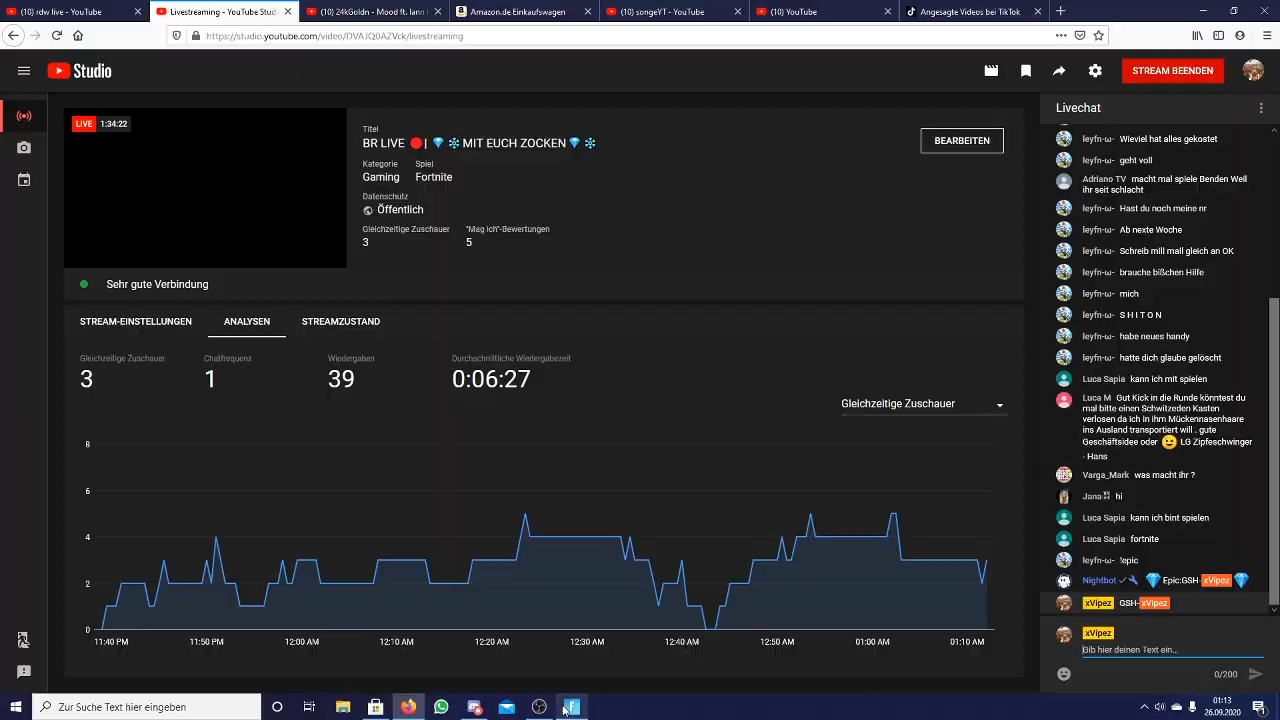 (10) rdw live - YouTube
Livestreaming - YouTube Stud
(10) 24kGoldn - Mood ft. Iann
Amazon.de Einkaufswagen
(10) songeYT - YouTube
(10) YouTube
Angesagte Videos bei TikTok
https://studio.youtube.com/video/DVAJQ0AZVck/livestreaming
Studio
STREAM BEENDEN
LIVE 1:34:22
Titel
BR LIVE 🔴| 💎 ❄ MIT EUCH ZOCKEN 💎 ❄
BEARBEITEN
Kategorie Spiel
Gaming Fortnite
Datenschutz
Öffentlich
Gleichzeitige Zuschauer "Mag ich"-Bewertungen
3 5
Sehr gute Verbindung
STREAM-EINSTELLUNGEN ANALYSEN STREAMZUSTAND
Gleichzeitige Zuschauer Chatfrequenz Wiedergaben Durchschnittliche Wiedergabezeit
3 1 39 0:06:27
Gleichzeitige Zuschauer
8
6
4
2
0
11:40 PM 11:50 PM 12:00 AM 12:10 AM 12:20 AM 12:30 AM 12:40 AM 12:50 AM 01:00 AM 01:10 AM
Livechat
leyfn-ω- Wieviel hat alles gekostet
leyfn-ω- geht voll
Adriano TV macht mal spiele Benden Weil
ihr seit schlacht
leyfn-ω- Hast du noch meine nr
leyfn-ω- Ab nexte Woche
leyfn-ω- Schreib mill mall gleich an OK
leyfn-ω- brauche bißchen Hilfe
leyfn-ω- mich
leyfn-ω- S H I T O N
leyfn-ω- habe neues handy
leyfn-ω- hatte dich glaube gelöscht
Luca Sapia kann ich mit spielen
Luca M Gut Kick in die Runde könntest du
mal bitte einen Schwitzeden Kasten
verlosen da ich in ihm Mückennasenhaare
ins Ausland transportiert will . gute
Geschäftsidee oder 😉 LG Zipfeschwinger
- Hans
Varga_Mark was macht ihr ?
Jana hi
Luca Sapia kann ich bint spielen
Luca Sapia fortnite
leyfn-ω- !epic
Nightbot 💎 Epic:GSH-xVipez 💎
xVipez GSH-xVipez
xVipez
Gib hier deinen Text ein...
0/200
Zur Suche Text hier eingeben
01:13
26.09.2020